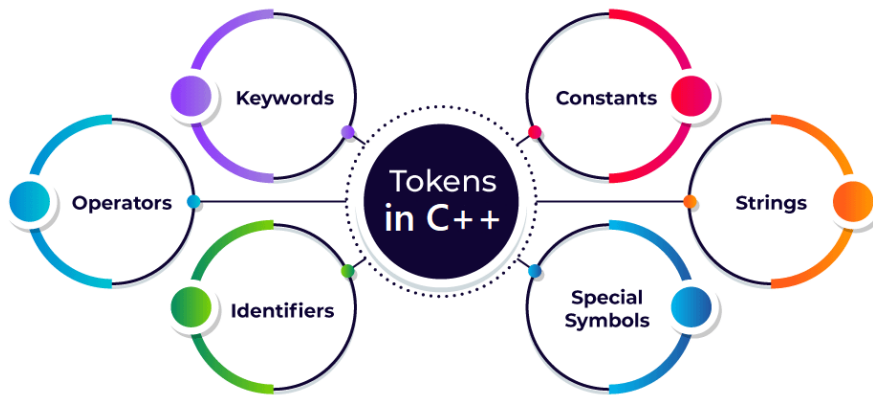 Keywords
Constants
Tokens
in C++
Operators
Strings
Identifiers
Special
Symbols